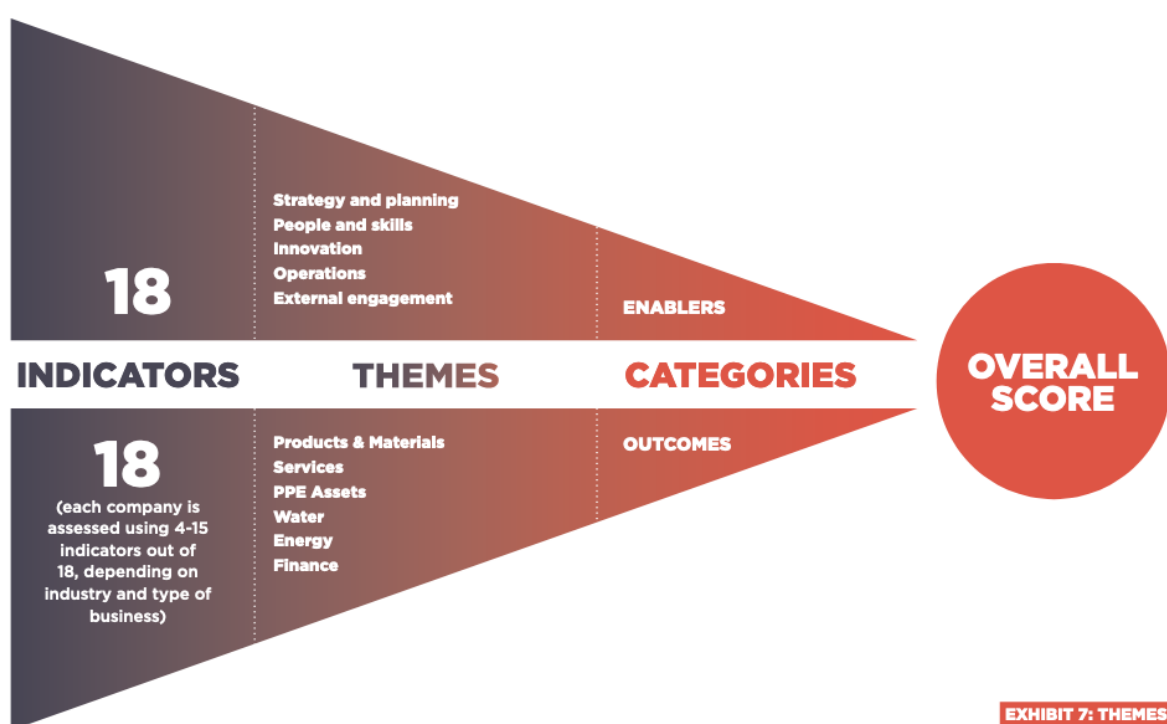 18
Strategy and planning
People and skills
Innovation
Operations
External engagement
ENABLERS
INDICATORS
THEMES
CATEGORIES
OVERALL
SCORE
18
(each company is
assessed using 4-15
indicators out of
18, depending on
industry and type of
business)
Products & Materials
Services
PPE Assets
Water
Energy
Finance
OUTCOMES
EXHIBIT 7: THEMES